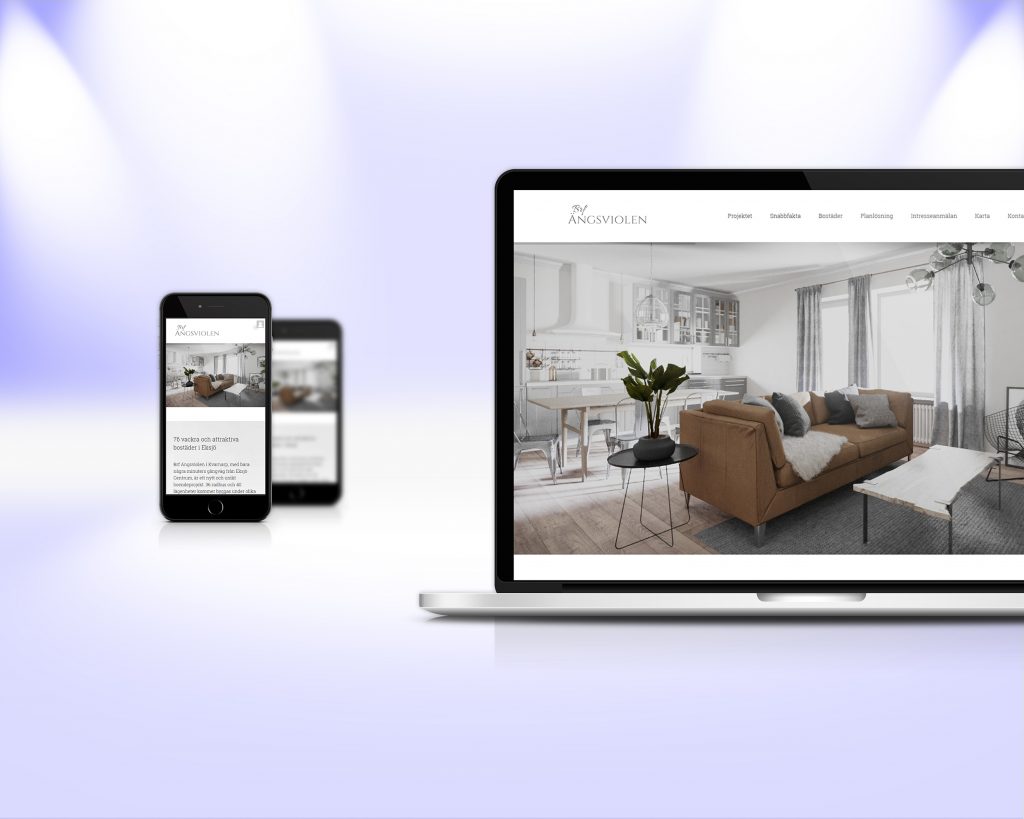 Brf
ÄNGSVIOLEN
76 vackra och attraktiva
bostäder i Eksjö
Brf Ängsviolen i Kvarnarp, med bara
några minuters gångväg från Eksjö
Centrum, är ett nytt och unikt
boendeprojekt. 36 radhus och 40
lägenheter kommer byggas under olika
Brf
ÄNGSVIOLEN
Projektet Snabbfakta Bostäder Planlösning Intresseanmälan Karta Konta